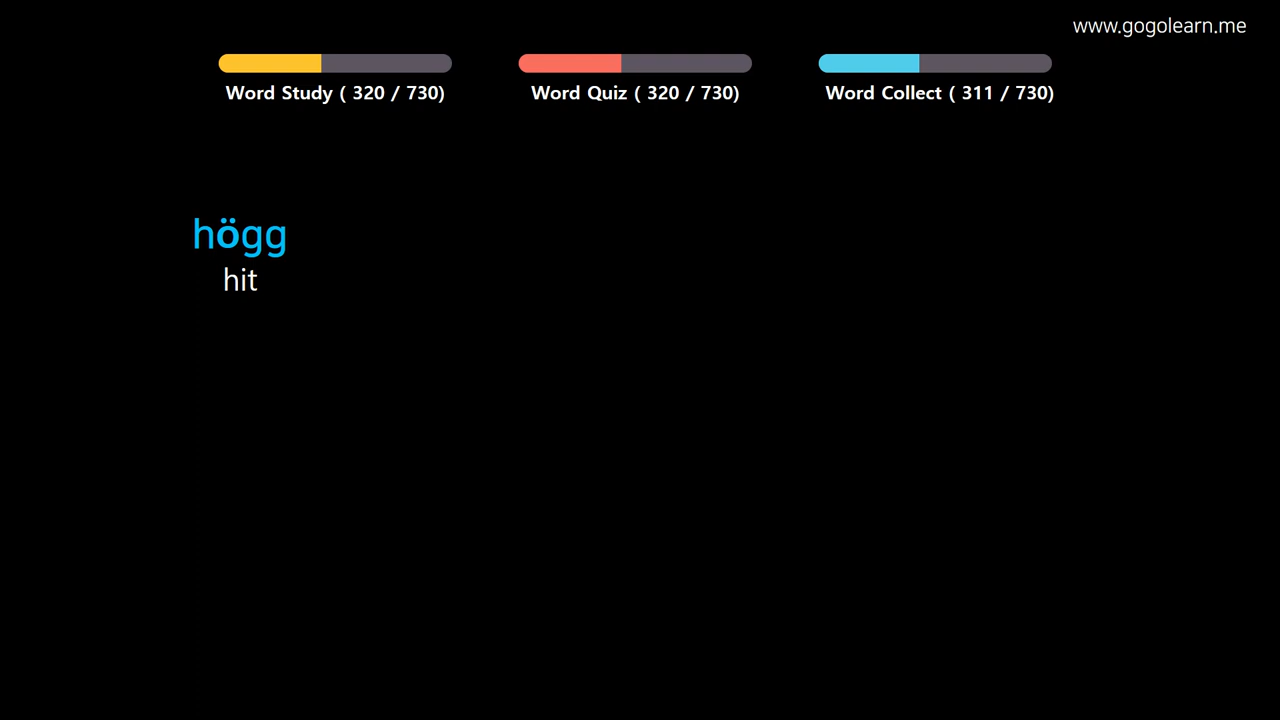 www.gogolearn.me
Word Study ( 320 / 730)
Word Quiz ( 320 / 730)
Word Collect ( 311 / 730)
högg
hit